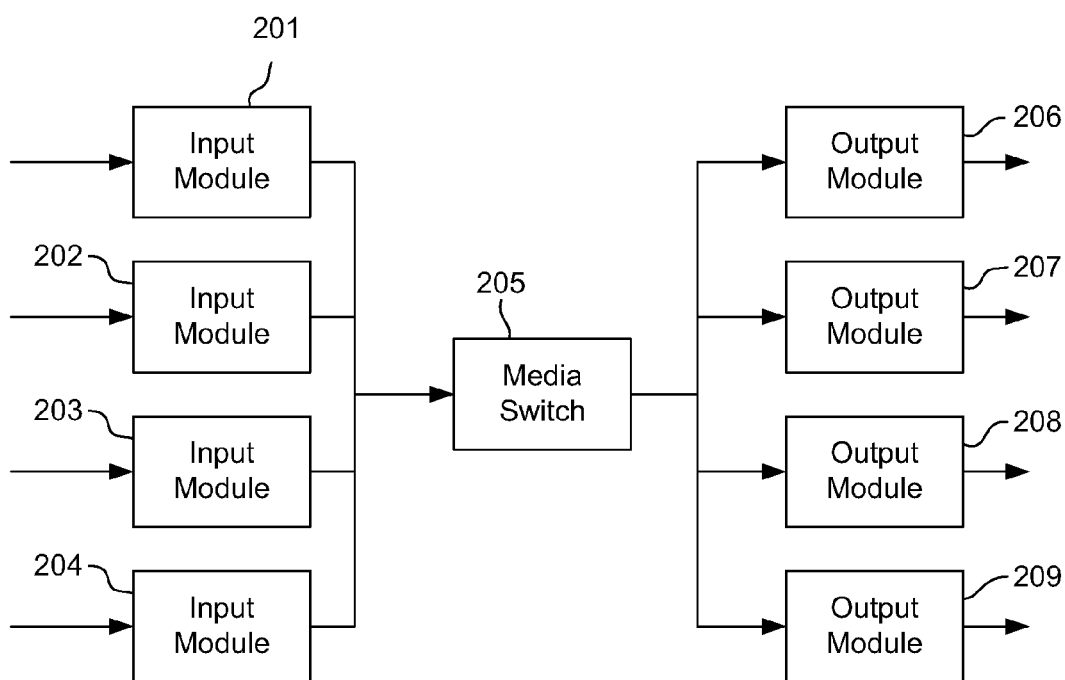 201
Input
Module
202
Input
Module
203
Input
Module
204
Input
Module
205
Media
Switch
206
Output
Module
207
Output
Module
208
Output
Module
209
Output
Module